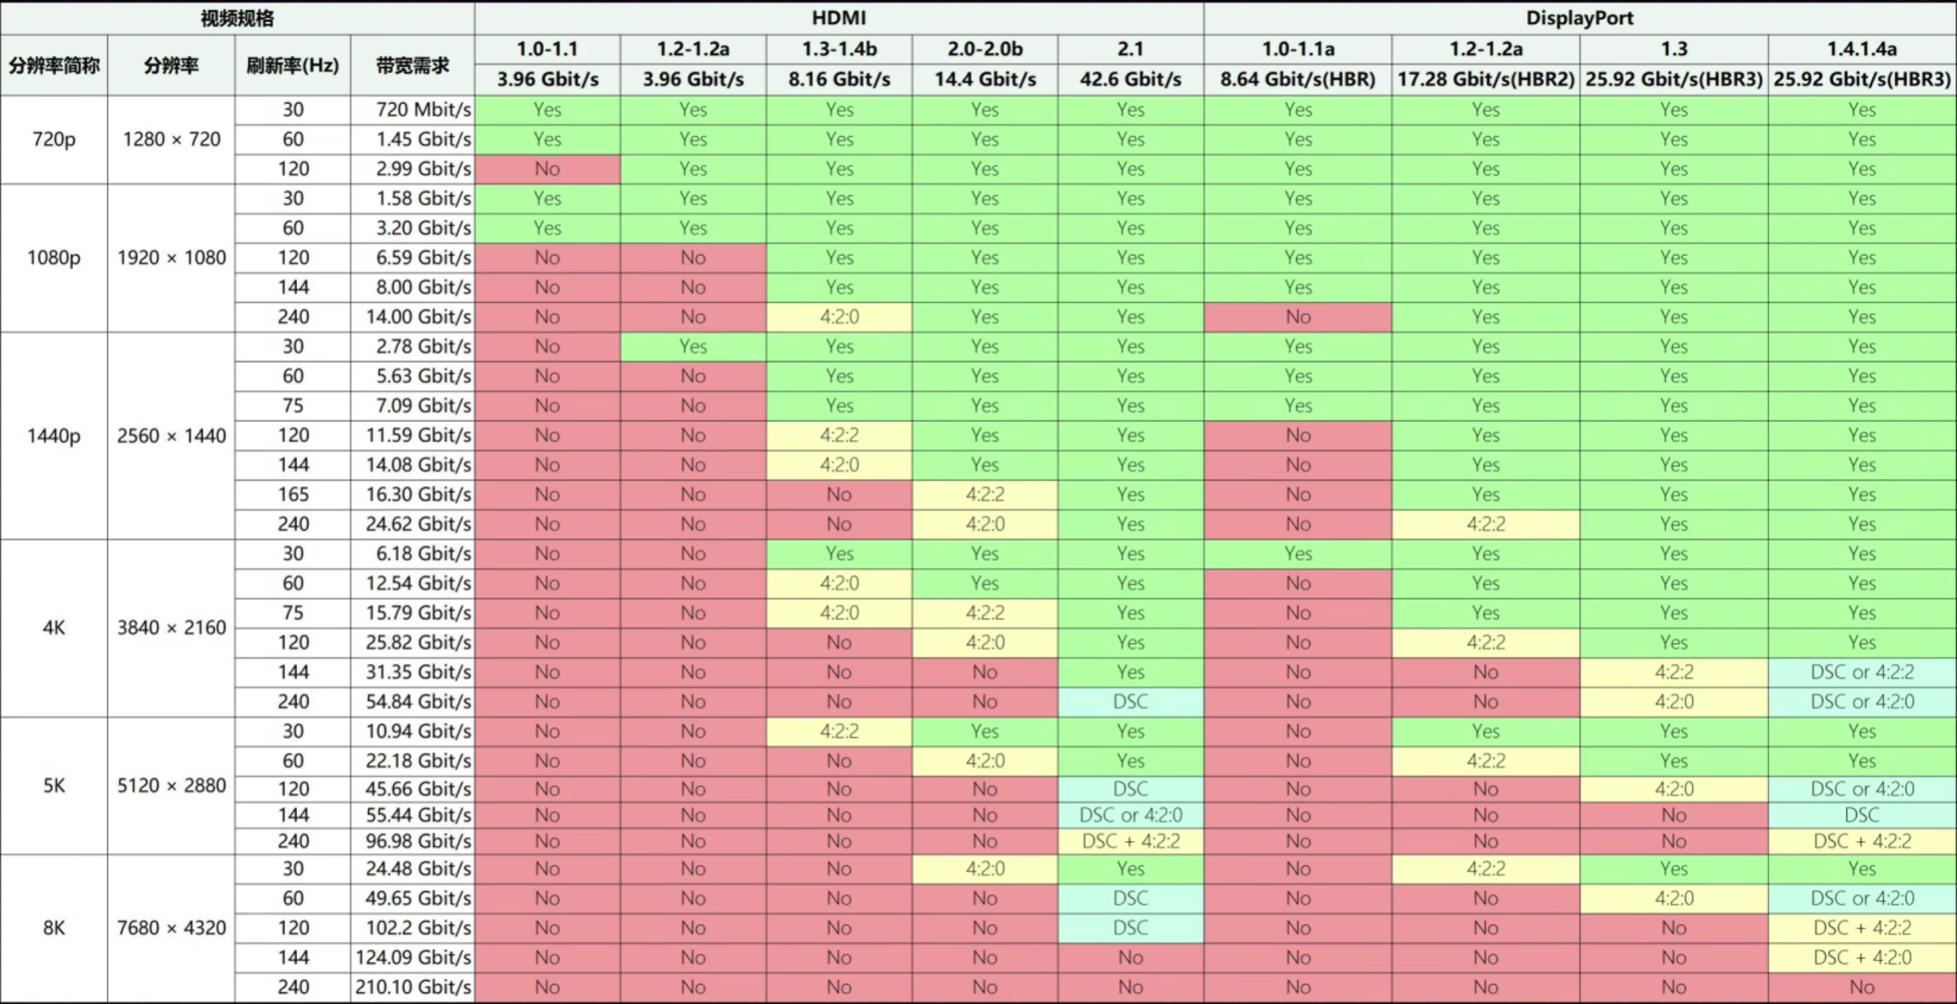 视频规格 HDMI DisplayPort
分辨率简称 分辨率 刷新率(Hz) 带宽需求 1.0-1.1 1.2-1.2a 1.3-1.4b 2.0-2.0b 2.1 1.0-1.1a 1.2-1.2a 1.3 1.4.1.4a
3.96 Gbit/s 3.96 Gbit/s 8.16 Gbit/s 14.4 Gbit/s 42.6 Gbit/s 8.64 Gbit/s(HBR) 17.28 Gbit/s(HBR2) 25.92 Gbit/s(HBR3) 25.92 Gbit/s(HBR3)
720p 1280 × 720 30 720 Mbit/s Yes Yes Yes Yes Yes Yes Yes Yes Yes
60 1.45 Gbit/s Yes Yes Yes Yes Yes Yes Yes Yes Yes
120 2.99 Gbit/s No Yes Yes Yes Yes Yes Yes Yes Yes
1080p 1920 × 1080 30 1.58 Gbit/s Yes Yes Yes Yes Yes Yes Yes Yes Yes
60 3.20 Gbit/s Yes Yes Yes Yes Yes Yes Yes Yes Yes
120 6.59 Gbit/s No No Yes Yes Yes Yes Yes Yes Yes
144 8.00 Gbit/s No No Yes Yes Yes Yes Yes Yes Yes
240 14.00 Gbit/s No No 4:2:0 Yes Yes No Yes Yes Yes
1440p 2560 × 1440 30 2.78 Gbit/s No Yes Yes Yes Yes Yes Yes Yes Yes
60 5.63 Gbit/s No No Yes Yes Yes Yes Yes Yes Yes
75 7.09 Gbit/s No No Yes Yes Yes Yes Yes Yes Yes
120 11.59 Gbit/s No No 4:2:2 Yes Yes No Yes Yes Yes
144 14.08 Gbit/s No No 4:2:0 Yes Yes No Yes Yes Yes
165 16.30 Gbit/s No No No 4:2:2 Yes No Yes Yes Yes
240 24.62 Gbit/s No No No 4:2:0 Yes No 4:2:2 Yes Yes
4K 3840 × 2160 30 6.18 Gbit/s No No Yes Yes Yes Yes Yes Yes Yes
60 12.54 Gbit/s No No 4:2:0 Yes Yes No Yes Yes Yes
75 15.79 Gbit/s No No 4:2:0 4:2:2 Yes No Yes Yes Yes
120 25.82 Gbit/s No No No 4:2:0 Yes No 4:2:2 Yes Yes
144 31.35 Gbit/s No No No No Yes No No 4:2:2 DSC or 4:2:2
240 54.84 Gbit/s No No No No DSC No No 4:2:0 DSC or 4:2:0
5K 5120 × 2880 30 10.94 Gbit/s No No 4:2:2 Yes Yes No Yes Yes Yes
60 22.18 Gbit/s No No No 4:2:0 Yes No 4:2:2 Yes Yes
120 45.66 Gbit/s No No No No DSC No No 4:2:0 DSC or 4:2:0
144 55.44 Gbit/s No No No No DSC or 4:2:0 No No No DSC
240 96.98 Gbit/s No No No No DSC + 4:2:2 No No No DSC + 4:2:2
8K 7680 × 4320 30 24.48 Gbit/s No No No 4:2:0 Yes No 4:2:2 Yes Yes
60 49.65 Gbit/s No No No No DSC No No 4:2:0 DSC or 4:2:0
120 102.2 Gbit/s No No No No DSC No No No DSC + 4:2:2
144 124.09 Gbit/s No No No No No No No No DSC + 4:2:0
240 210.10 Gbit/s No No No No No No No No No